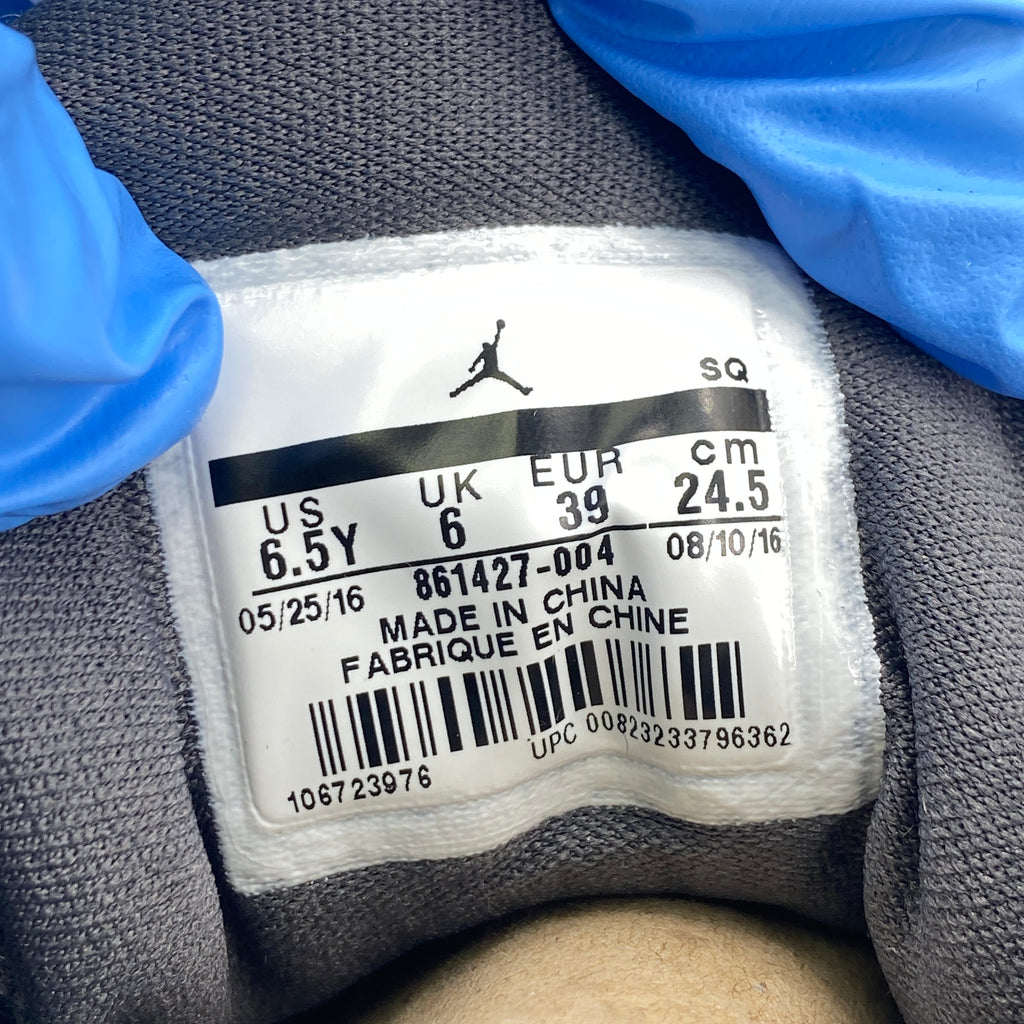 SQ
US UK EUR cm
6.5Y 6 39 24.5
05/25/16 861427-004 08/10/16
MADE IN CHINA
FABRIQUE EN CHINE
106723976 UPC 00823233796362